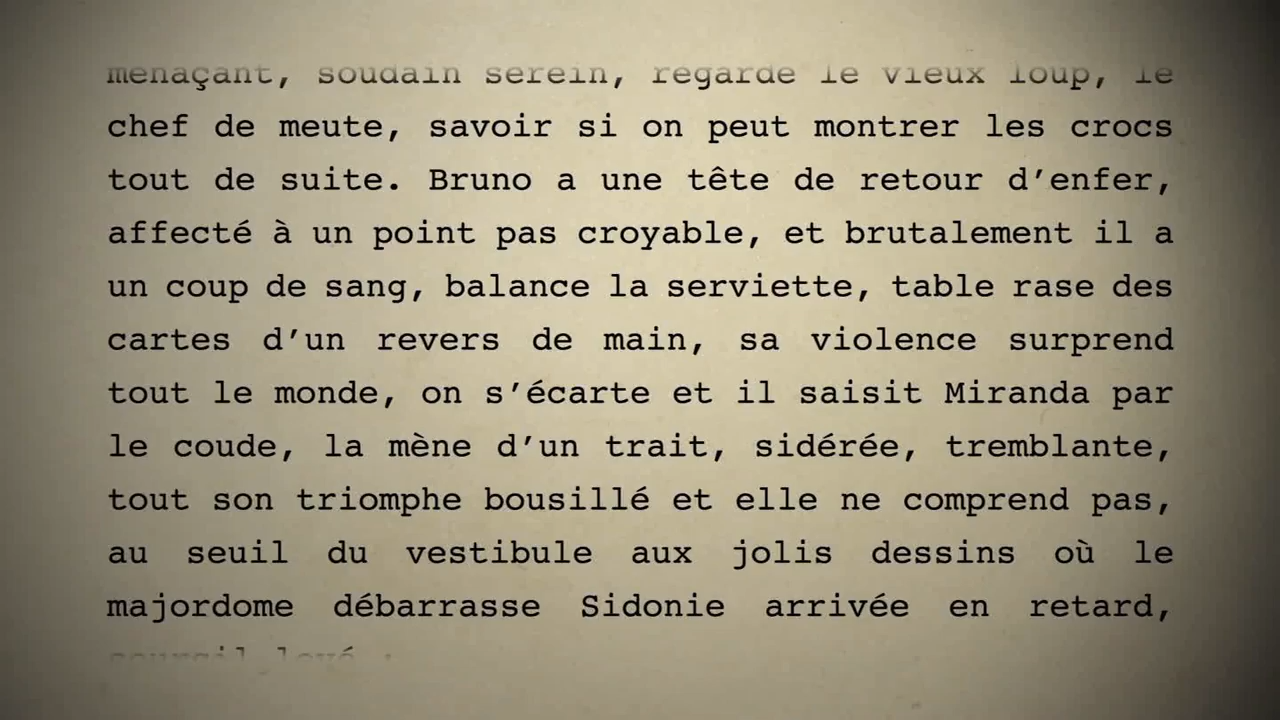 menaçant, soudain serein, regarde le vieux loup, le
chef de meute, savoir si on peut montrer les crocs
tout de suite. Bruno a une tête de retour d’enfer,
affecté à un point pas croyable, et brutalement il a
un coup de sang, balance la serviette, table rase des
cartes d’un revers de main, sa violence surprend
tout le monde, on s’écarte et il saisit Miranda par
le coude, la mène d’un trait, sidérée, tremblante,
tout son triomphe bousillé et elle ne comprend pas,
au seuil du vestibule aux jolis dessins où le
majordome débarrasse Sidonie arrivée en retard,